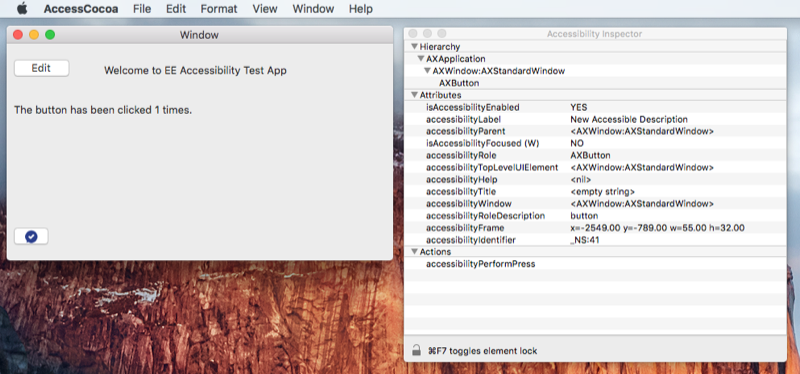 AccessCocoa File Edit Format View Window Help
Window
Edit
Welcome to EE Accessibility Test App
The button has been clicked 1 times.
Accessibility Inspector
Hierarchy
AXApplication
AXWindow:AXStandardWindow
AXButton
Attributes
isAccessibilityEnabled YES
accessibilityLabel New Accessible Description
accessibilityParent <AXWindow:AXStandardWindow>
isAccessibilityFocused (W) NO
accessibilityRole AXButton
accessibilityTopLevelUIElement <AXWindow:AXStandardWindow>
accessibilityHelp <nil>
accessibilityTitle <empty string>
accessibilityWindow <AXWindow:AXStandardWindow>
accessibilityRoleDescription button
accessibilityFrame x=-2549.00 y=-789.00 w=55.00 h=32.00
accessibilityIdentifier _NS:41
Actions
accessibilityPerformPress
⌘F7 toggles element lock